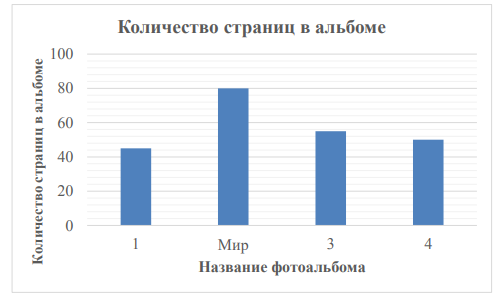 Количество страниц в альбоме
Количество страниц в альбоме
100
80
60
40
20
0
1 Мир 3 4
Название фотоальбома